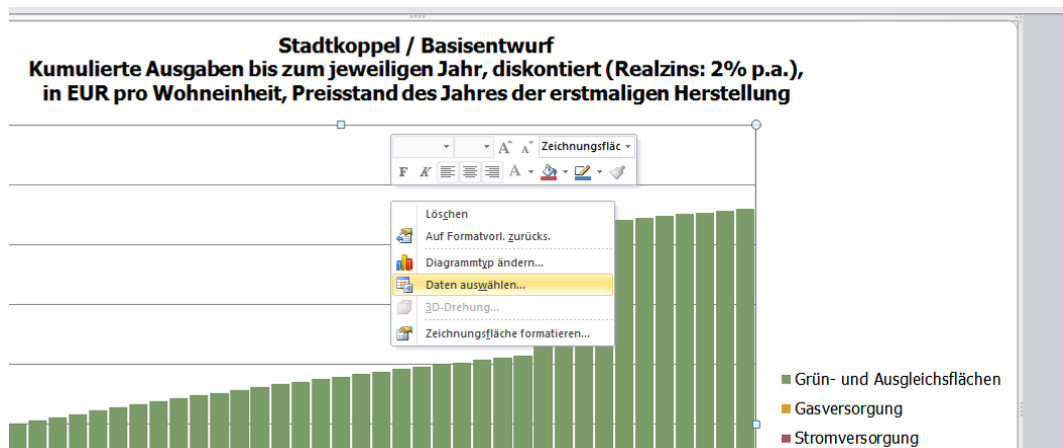 Stadtkoppel / Basisentwurf
Kumulierte Ausgaben bis zum jeweiligen Jahr, diskontiert (Realzins: 2% p.a.),
in EUR pro Wohneinheit, Preisstand des Jahres der erstmaligen Herstellung
A A Zeichnungsfläc
F K A
Löschen
Auf Formatvorl. zurücks.
Diagrammtyp ändern...
Daten auswählen...
3D-Drehung...
Zeichnungsfläche formatieren...
Grün- und Ausgleichsflächen
Gasversorgung
Stromversorgung